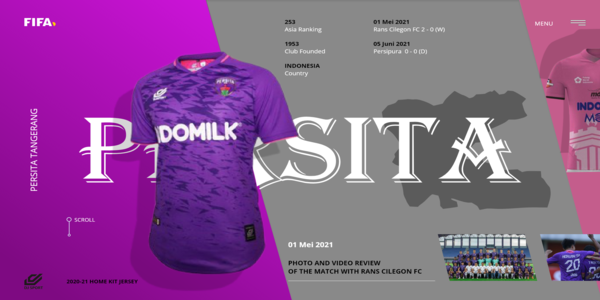 FIFA.
253
Asia Ranking
1953
Club Founded
INDONESIA
Country
01 Mei 2021
Rans Cilegon FC 2 - 0 (W)
05 Juni 2021
Persipura 0 - 0 (D)
MENU
PERSITA TANGERANG
PERSITA
INDOMILK
SCROLL
2020-21 HOME KIT JERSEY
01 Mei 2021
PHOTO AND VIDEO REVIEW
OF THE MATCH WITH RANS CILEGON FC
20